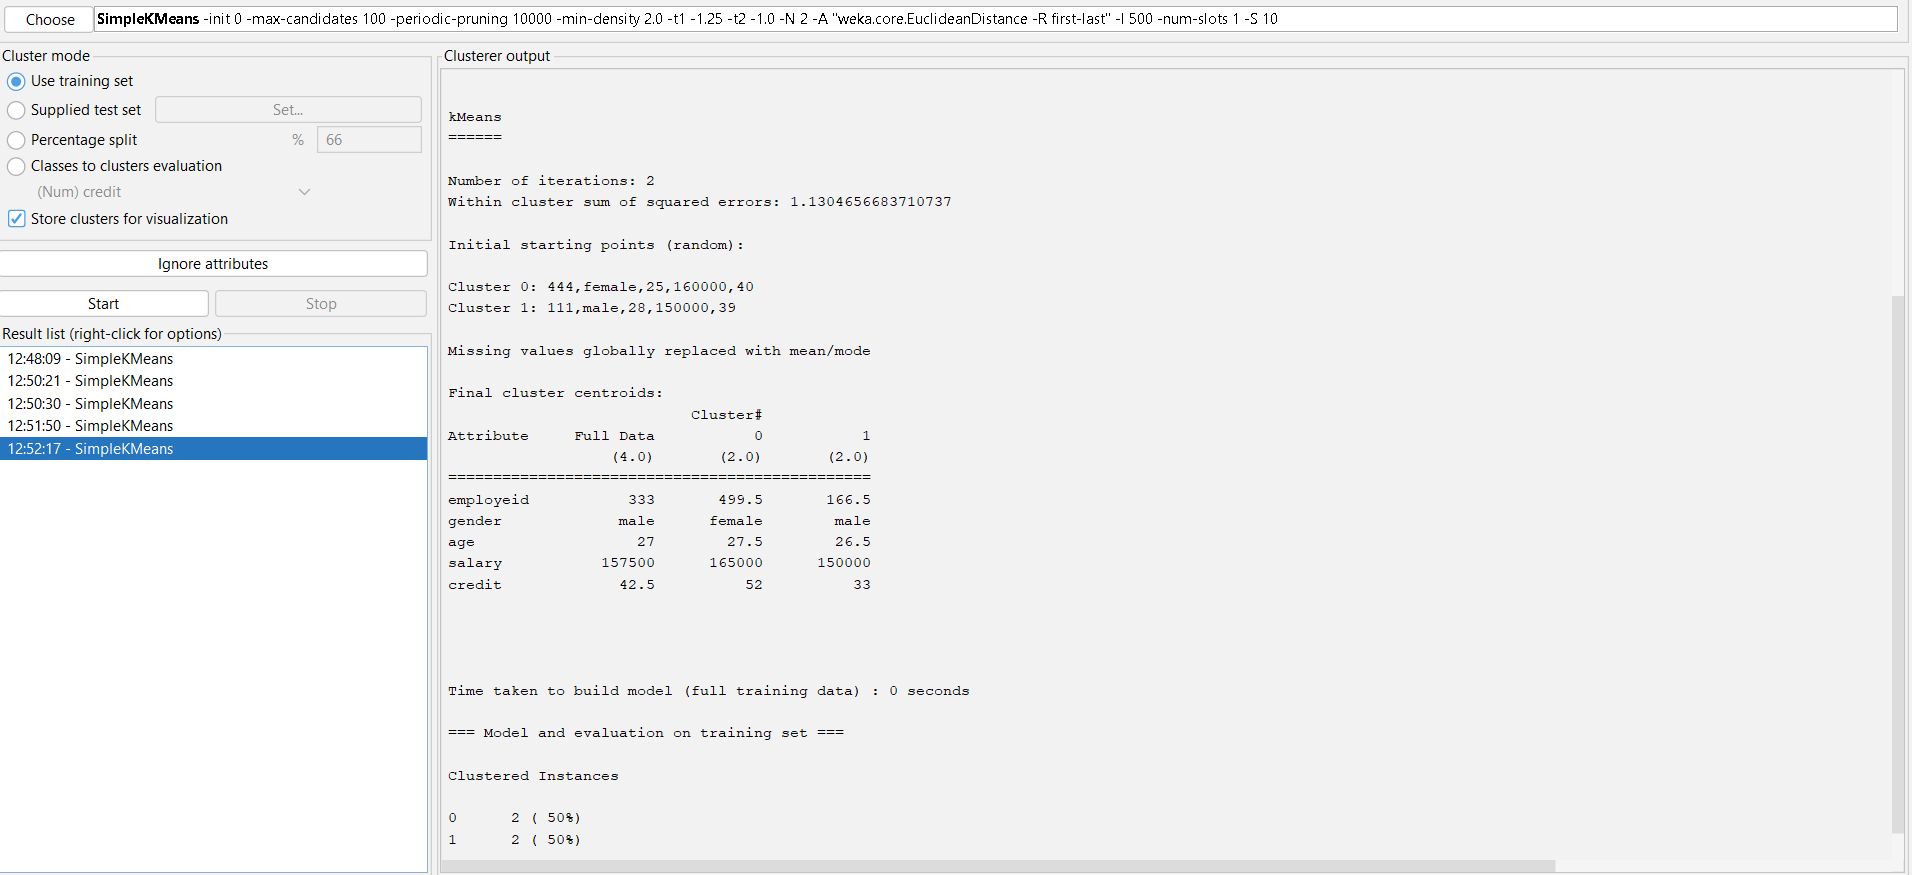 Choose SimpleKMeans -init 0 -max-candidates 100 -periodic-pruning 10000 -min-density 2.0 -t1 -1.25 -t2 -1.0 -N 2 -A "weka.core.EuclideanDistance -R first-last" -I 500 -num-slots 1 -S 10
Cluster mode
Use training set
Supplied test set Set...
Percentage split % 66
Classes to clusters evaluation
(Num) credit
Store clusters for visualization
Ignore attributes
Start Stop
Result list (right-click for options)
12:48:09 - SimpleKMeans
12:50:21 - SimpleKMeans
12:50:30 - SimpleKMeans
12:51:50 - SimpleKMeans
12:52:17 - SimpleKMeans
Clusterer output
kMeans
======
Number of iterations: 2
Within cluster sum of squared errors: 1.1304656683710737
Initial starting points (random):
Cluster 0: 444,female,25,160000,40
Cluster 1: 111,male,28,150000,39
Missing values globally replaced with mean/mode
Final cluster centroids:
Cluster#
Attribute Full Data 0 1
(4.0) (2.0) (2.0)
================================================
employeid 333 499.5 166.5
gender male female male
age 27 27.5 26.5
salary 157500 165000 150000
credit 42.5 52 33
Time taken to build model (full training data) : 0 seconds
=== Model and evaluation on training set ===
Clustered Instances
0 2 ( 50%)
1 2 ( 50%)